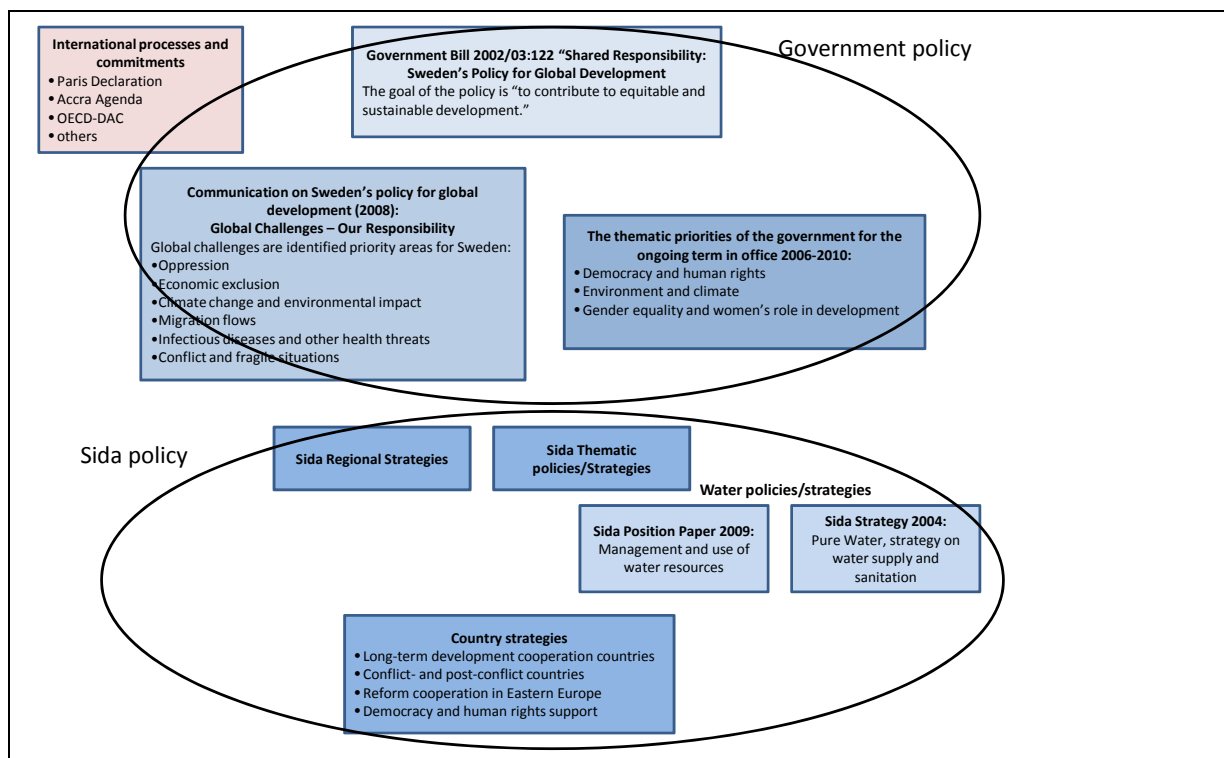 International processes and
commitments
• Paris Declaration
• Accra Agenda
• OECD-DAC
• others
Government Bill 2002/03:122 “Shared Responsibility:
Sweden’s Policy for Global Development
The goal of the policy is “to contribute to equitable and
sustainable development.”
Government policy
Communication on Sweden’s policy for global
development (2008):
Global Challenges – Our Responsibility
Global challenges are identified priority areas for Sweden:
•Oppression
•Economic exclusion
•Climate change and environmental impact
•Migration flows
•Infectious diseases and other health threats
•Conflict and fragile situations
The thematic priorities of the government for the
ongoing term in office 2006-2010:
• Democracy and human rights
• Environment and climate
• Gender equality and women’s role in development
Sida policy
Sida Regional Strategies
Sida Thematic
policies/Strategies
Water policies/strategies
Sida Position Paper 2009:
Management and use of
water resources
Sida Strategy 2004:
Pure Water, strategy on
water supply and
sanitation
Country strategies
• Long-term development cooperation countries
• Conflict- and post-conflict countries
• Reform cooperation in Eastern Europe
• Democracy and human rights support